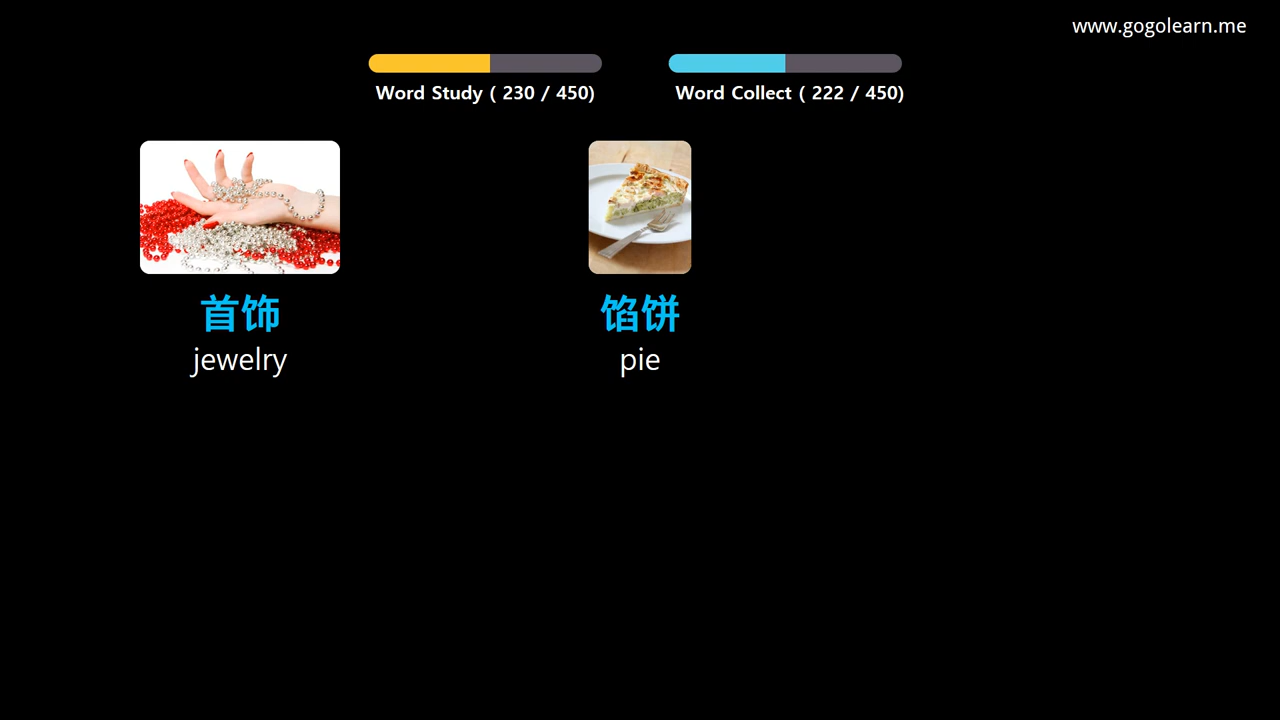 www.gogolearn.me
Word Study ( 230 / 450)
Word Collect ( 222 / 450)
首饰
jewelry
馅饼
pie